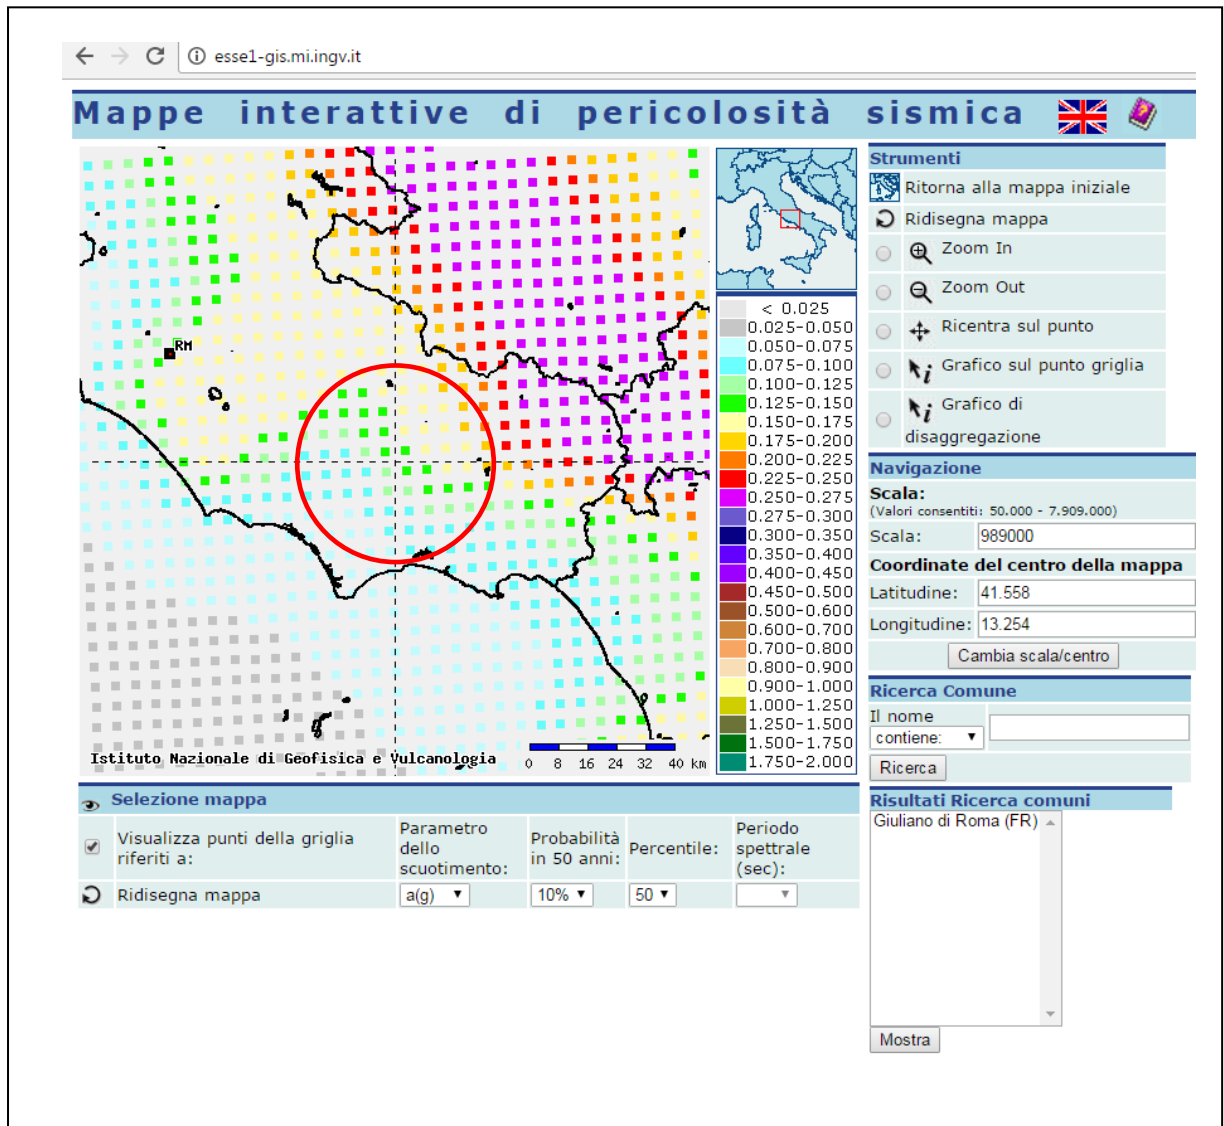 esse1-gis.mi.ingv.it
Mappe interattive di pericolosità sismica
RM
Istituto Nazionale di Geofisica e Vulcanologia
0 8 16 24 32 40 km
< 0.025
0.025-0.050
0.050-0.075
0.075-0.100
0.100-0.125
0.125-0.150
0.150-0.175
0.175-0.200
0.200-0.225
0.225-0.250
0.250-0.275
0.275-0.300
0.300-0.350
0.350-0.400
0.400-0.450
0.450-0.500
0.500-0.600
0.600-0.700
0.700-0.800
0.800-0.900
0.900-1.000
1.000-1.250
1.250-1.500
1.500-1.750
1.750-2.000
Strumenti
Ritorna alla mappa iniziale
Ridisegna mappa
Zoom In
Zoom Out
Ricentra sul punto
Grafico sul punto griglia
Grafico di
disaggregazione
Navigazione
Scala:
(Valori consentiti: 50.000 - 7.909.000)
Scala: 989000
Coordinate del centro della mappa
Latitudine: 41.558
Longitudine: 13.254
Cambia scala/centro
Ricerca Comune
Il nome
contiene:
Ricerca
Risultati Ricerca comuni
Giuliano di Roma (FR)
Mostra
Selezione mappa
Visualizza punti della griglia
riferiti a:
Parametro
dello
scuotimento:
Probabilità
in 50 anni:
Percentile:
Periodo
spettrale
(sec):
Ridisegna mappa
a(g)
10%
50